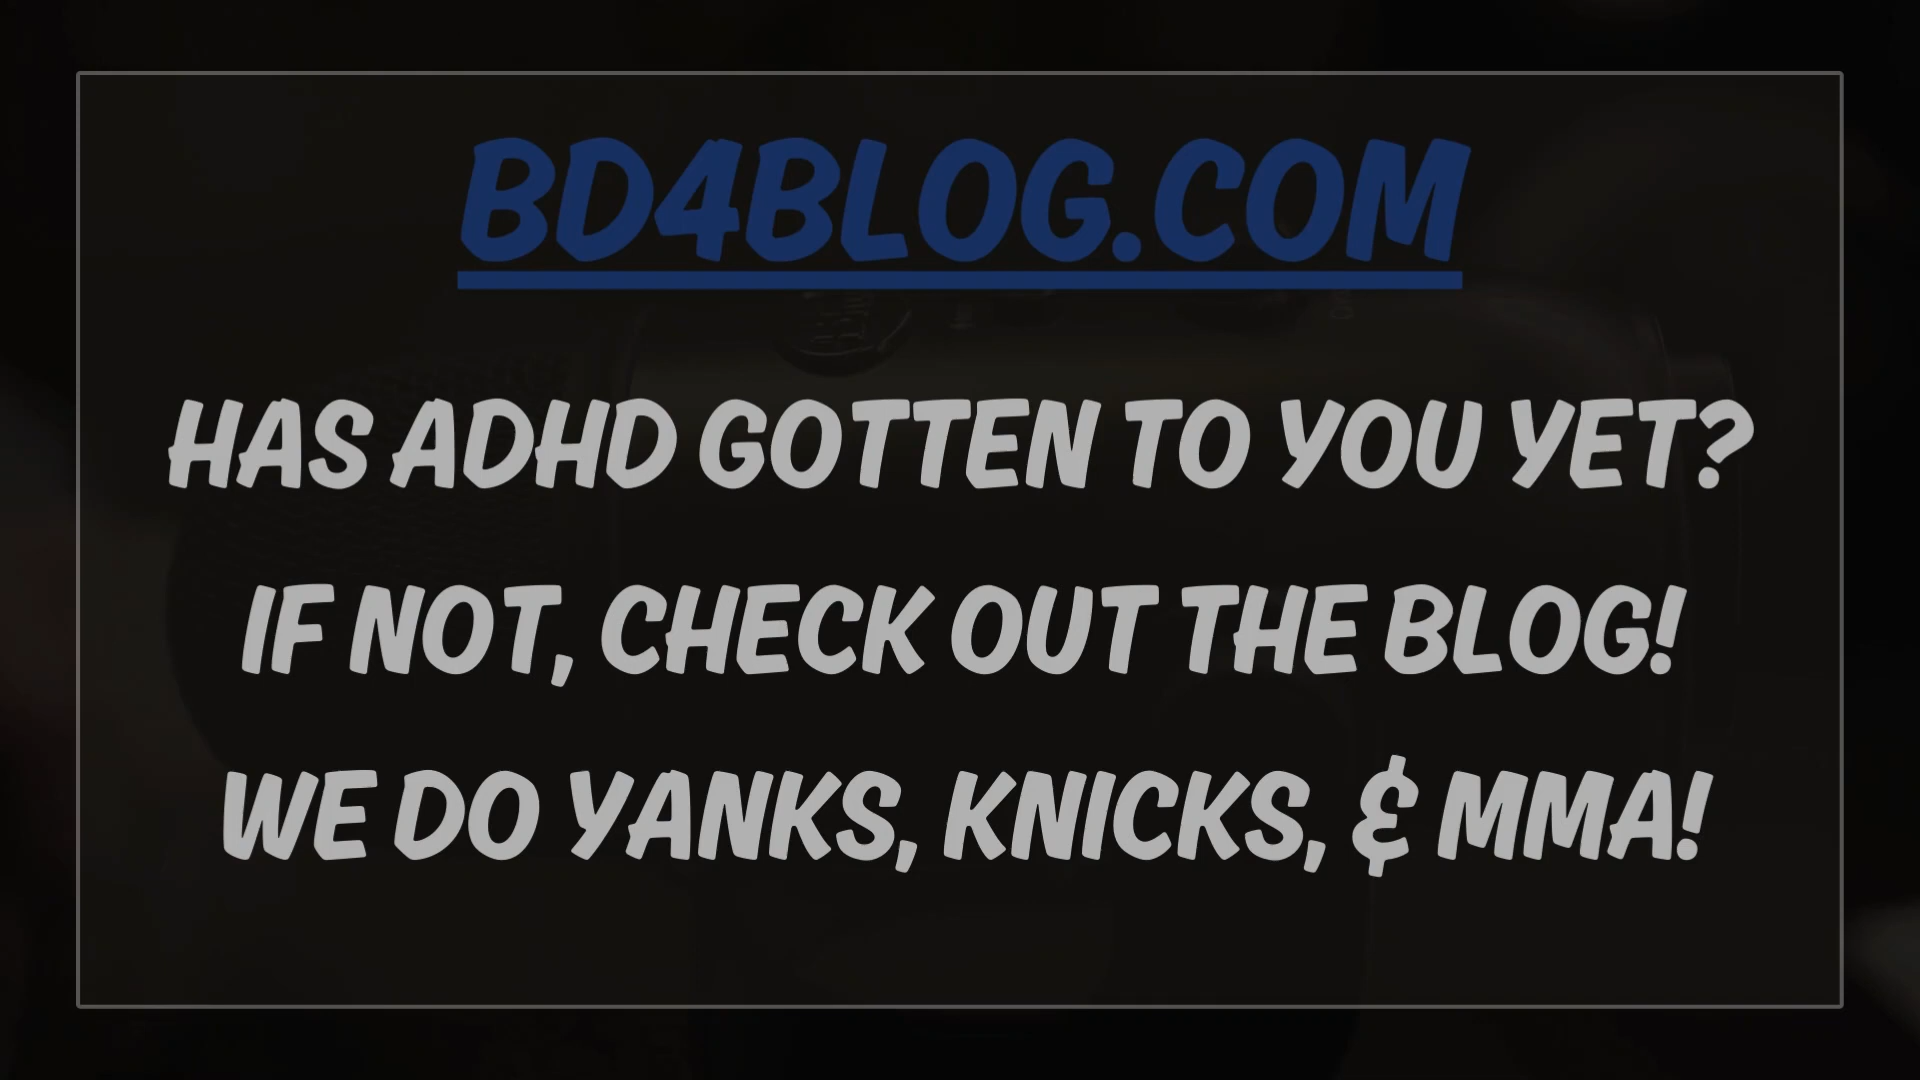 BD4BLOG.COM
HAS ADHD GOTTEN TO YOU YET?
IF NOT, CHECK OUT THE BLOG!
WE DO YANKS, KNICKS, & MMA!